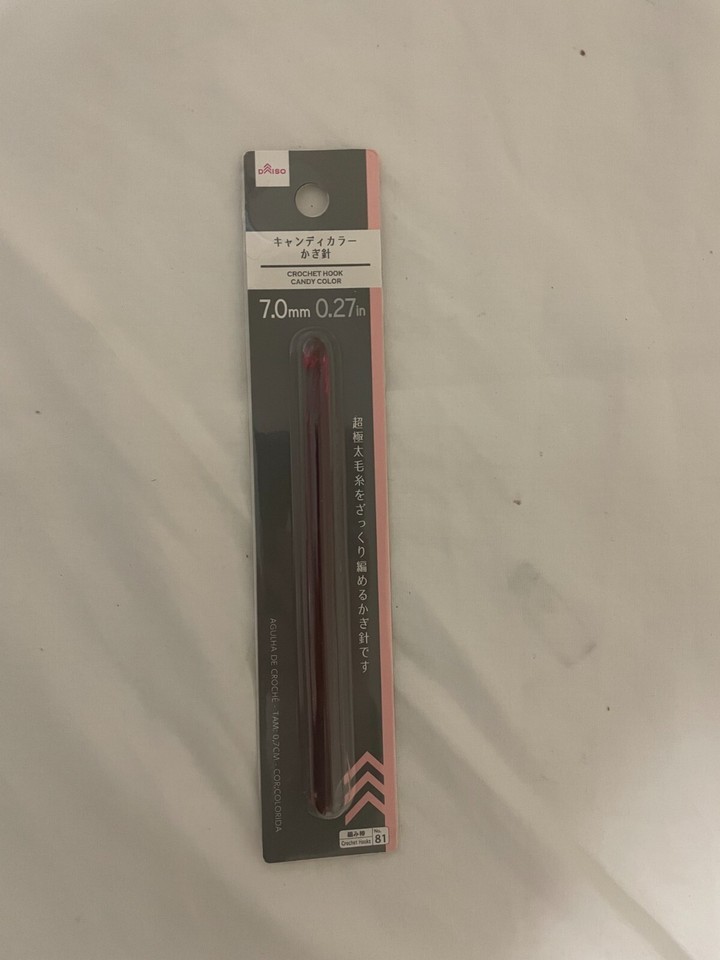 DAISO
キャンディカラー
かぎ針
CROCHET HOOK
CANDY COLOR
7.0mm 0.27in
超極太毛糸をざっくり編めるかぎ針です
AGULHA DE CROCHÊ - TAM: 0,7CM - COR:COLORIDA
編み棒
Crochet Hooks
No.
81